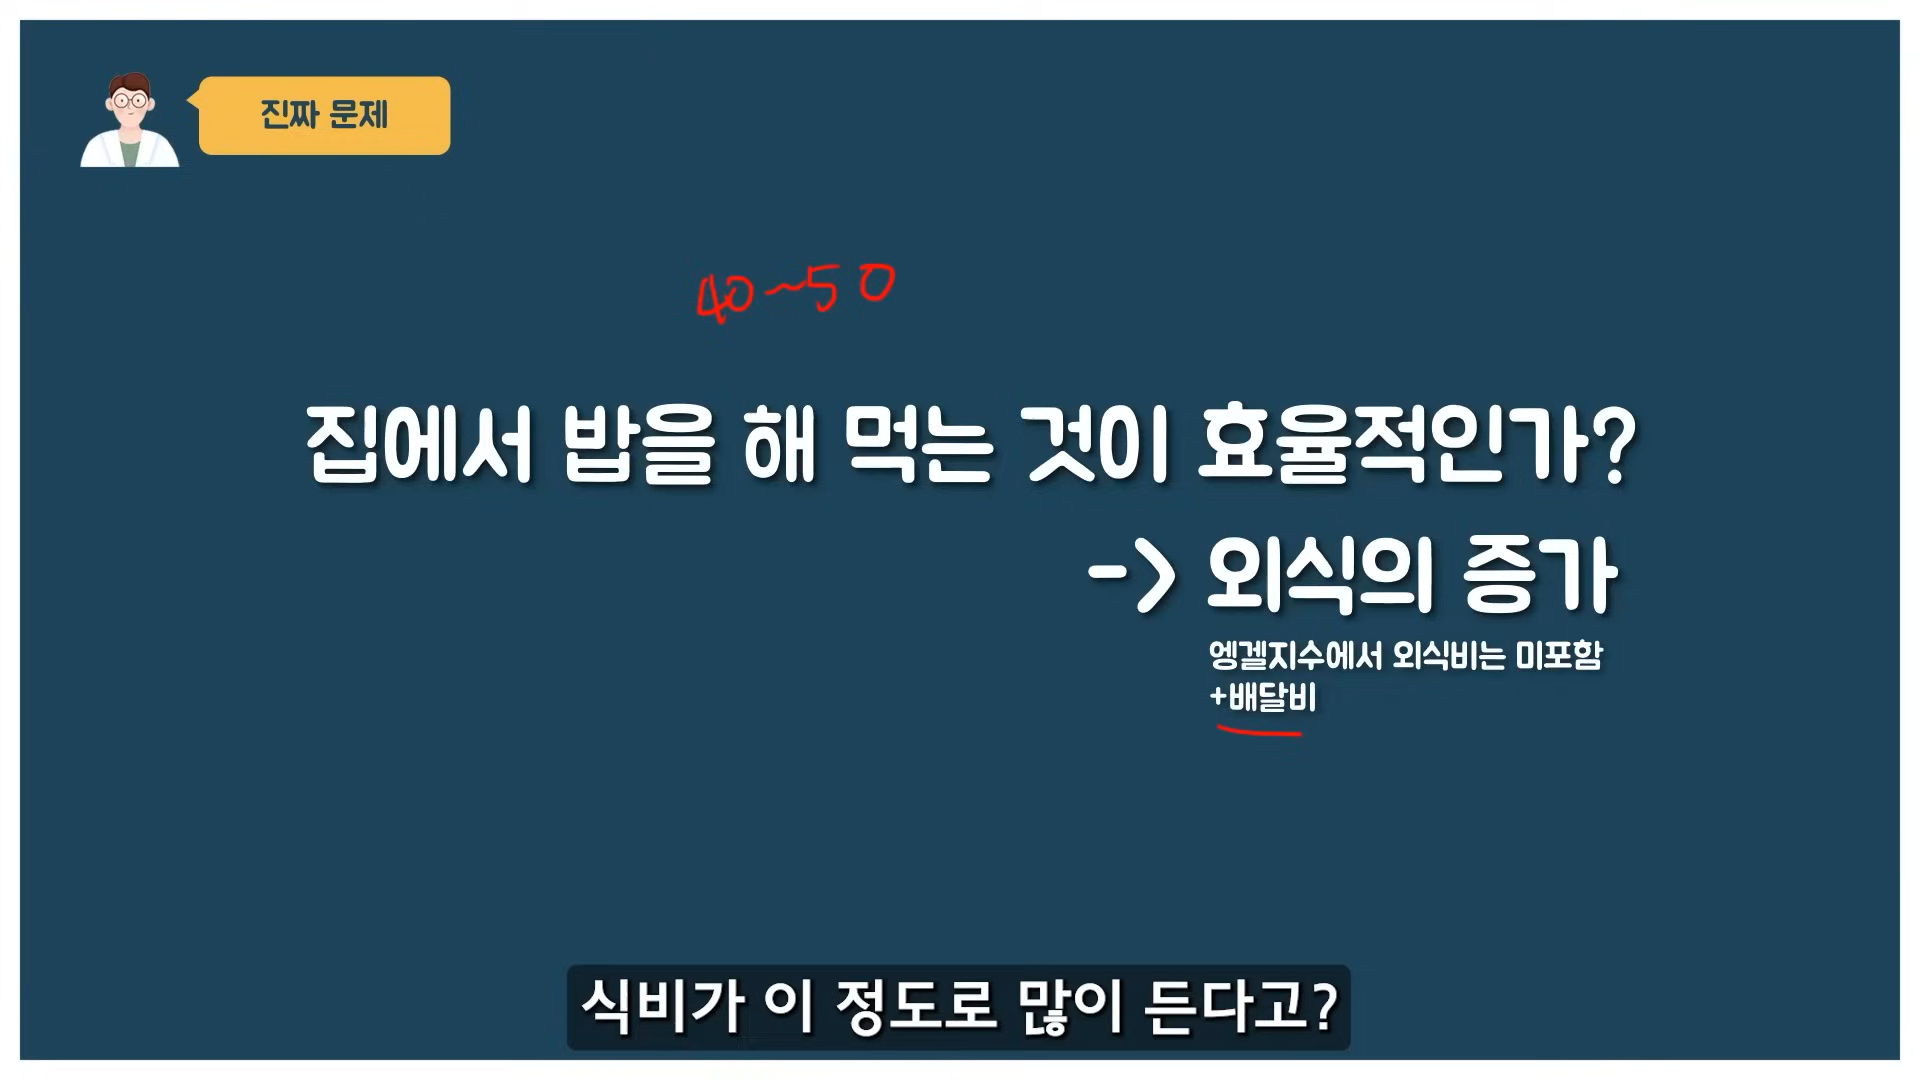 진짜 문제
40~50
집에서 밥을 해 먹는 것이 효율적인가?
-> 외식의 증가
엥겔지수에서 외식비는 미포함
+배달비
식비가 이 정도로 많이 든다고?